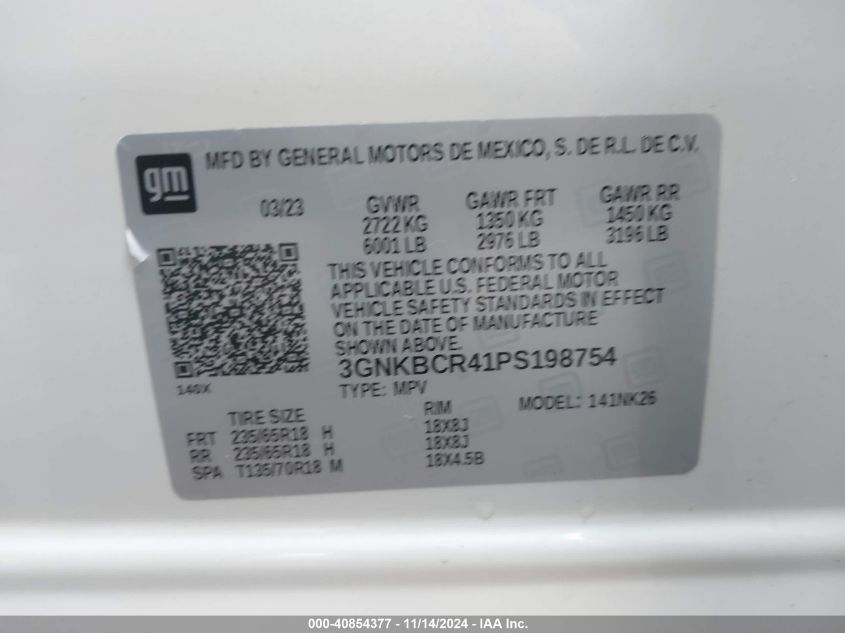 gm
MFD BY GENERAL MOTORS DE MEXICO, S. DE R.L. DE C.V.
03/23 GVWR GAWR FRT GAWR RR
2722 KG 1350 KG 1450 KG
6001 LB 2976 LB 3196 LB
THIS VEHICLE CONFORMS TO ALL
APPLICABLE U.S. FEDERAL MOTOR
VEHICLE SAFETY STANDARDS IN EFFECT
ON THE DATE OF MANUFACTURE
SHOWN ABOVE.
3GNKBCR41PS198754
140X TYPE: MPV MODEL: 141NK26
TIRE SIZE RIM
FRT 235/65R18 H 18X8J
RR 235/65R18 H 18X8J
SPA T135/70R18 M 18X4.5B
000-40854377 - 11/14/2024 - IAA Inc.